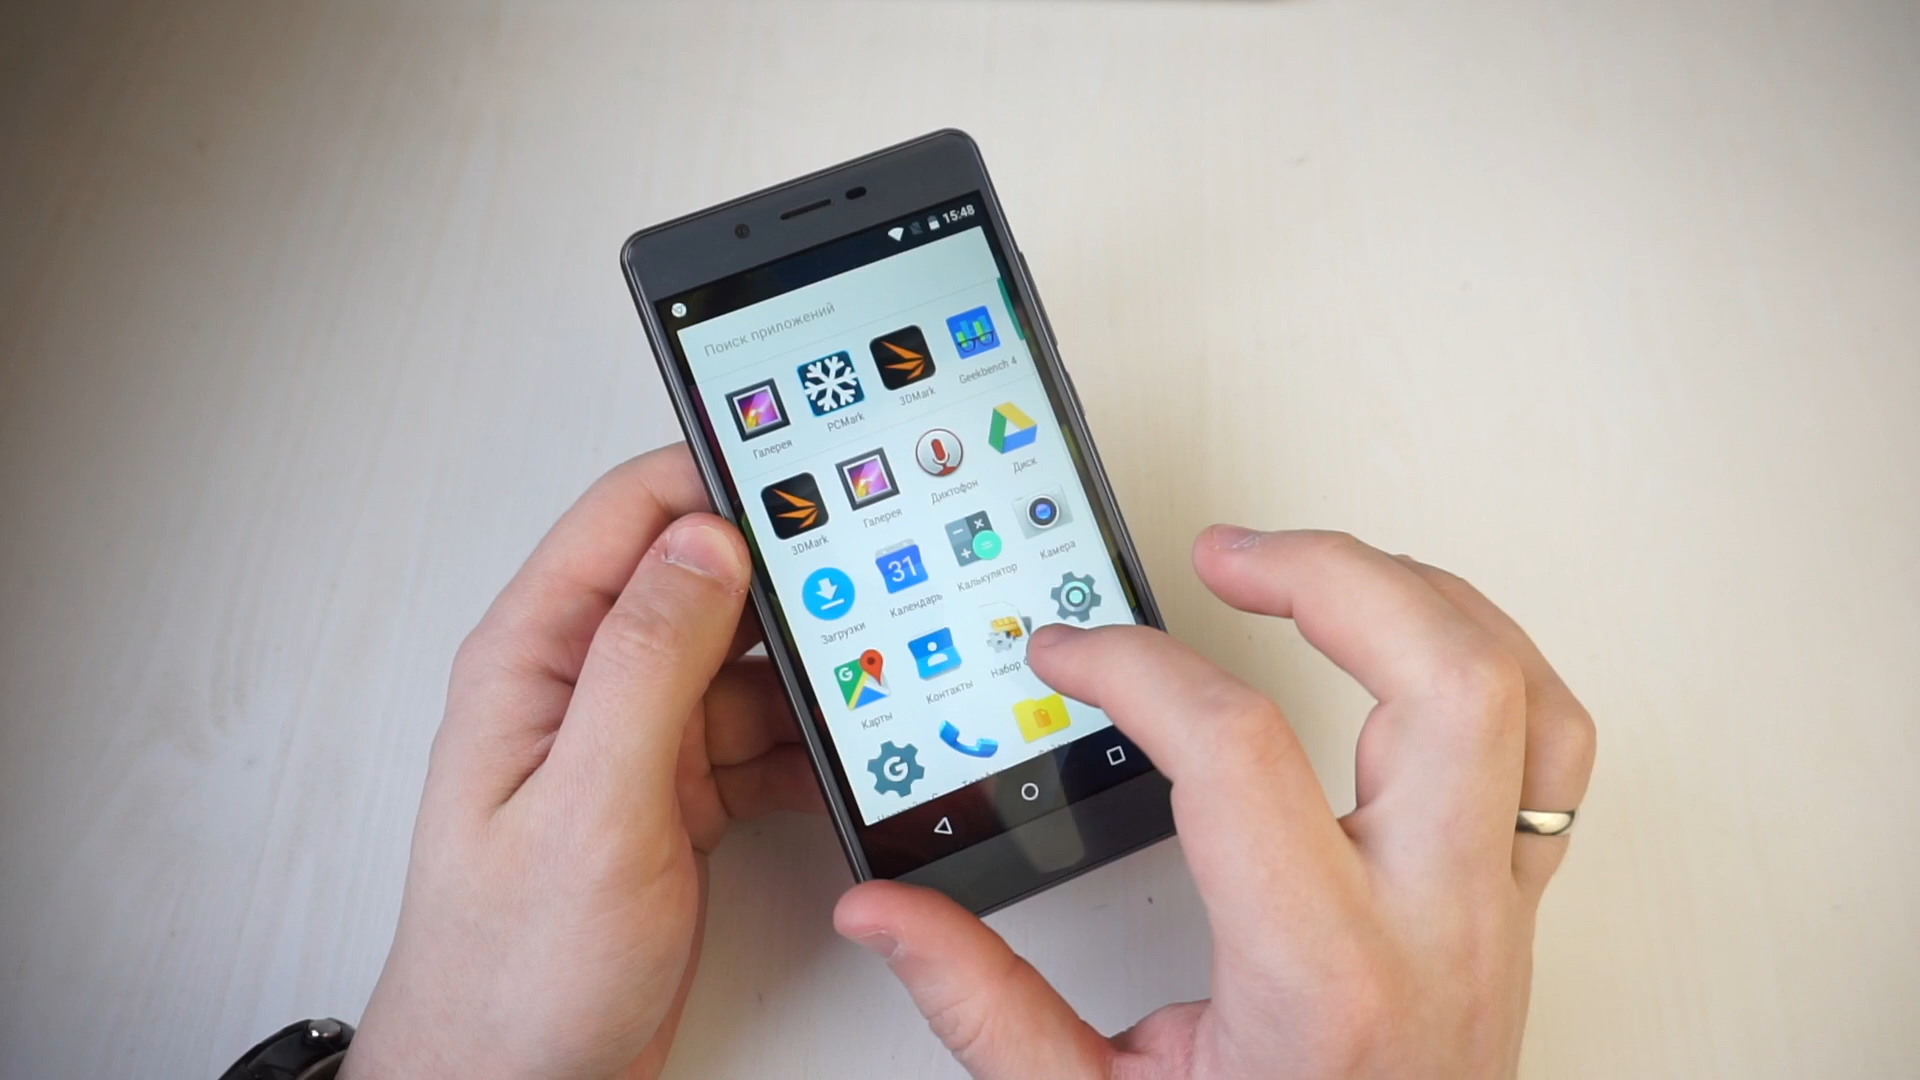 15:48
Поиск приложений
Галерея
PCMark
3DMark
Geekbench 4
3DMark
Галерея
Диктофон
Диск
Загрузки
31
Календарь
Калькулятор
Камера
G
Карты
Контакты
Набор
G